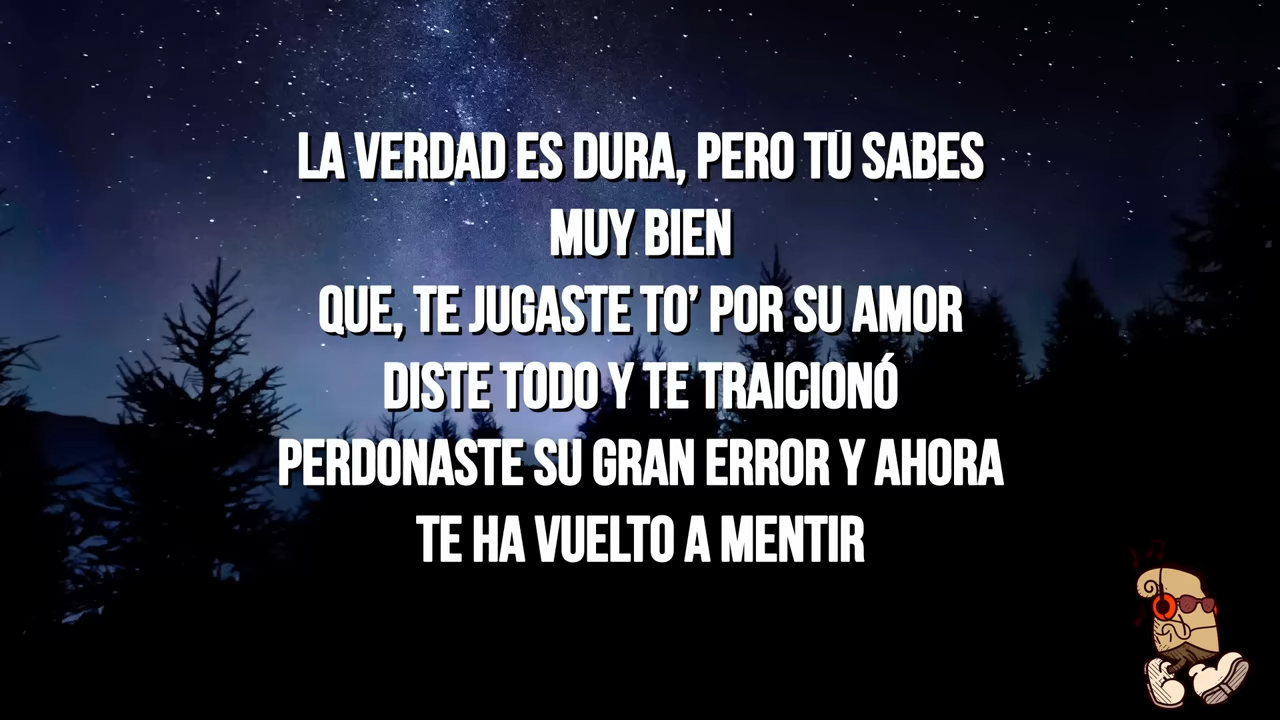 LA VERDAD ES DURA, PERO TÚ SABES
MUY BIEN
QUE, TE JUGASTE TO’ POR SU AMOR
DISTE TODO Y TE TRAICIONÓ
PERDONASTE SU GRAN ERROR Y AHORA
TE HA VUELTO A MENTIR